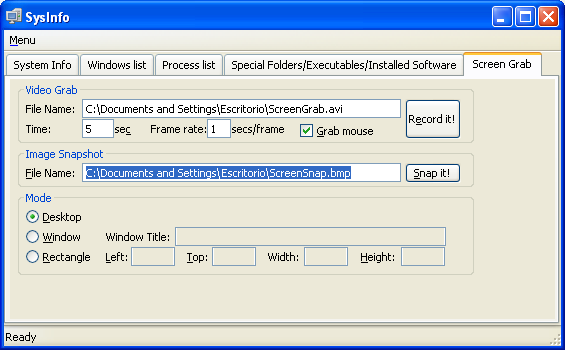 SysInfo
Menu
System Info Windows list Process list Special Folders/Executables/Installed Software Screen Grab
Video Grab
File Name: C:\Documents and Settings\Escritorio\ScreenGrab.avi Record it!
Time: 5 sec Frame rate: 1 secs/frame Grab mouse
Image Snapshot
File Name: C:\Documents and Settings\Escritorio\ScreenSnap.bmp Snap it!
Mode
Desktop
Window Window Title:
Rectangle Left: Top: Width: Height:
Ready